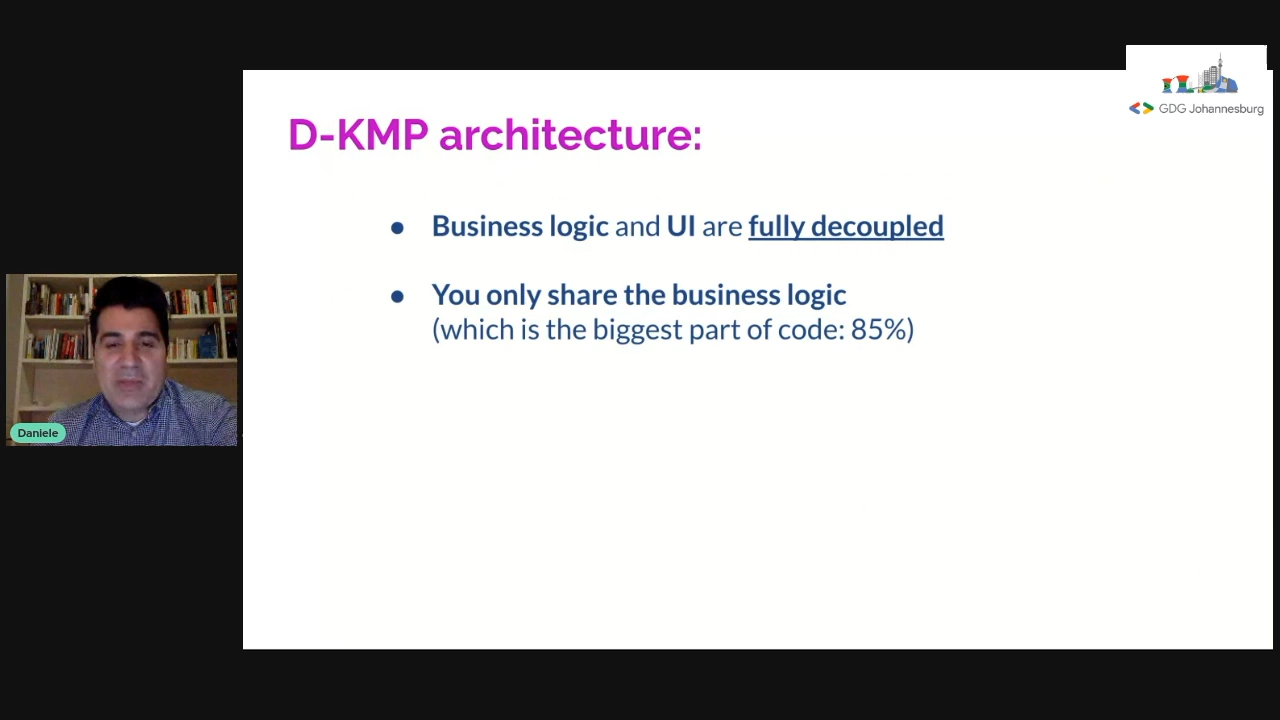 GDG Johannesburg
D-KMP architecture:
● Business logic and UI are fully decoupled
● You only share the business logic
(which is the biggest part of code: 85%)
Daniele